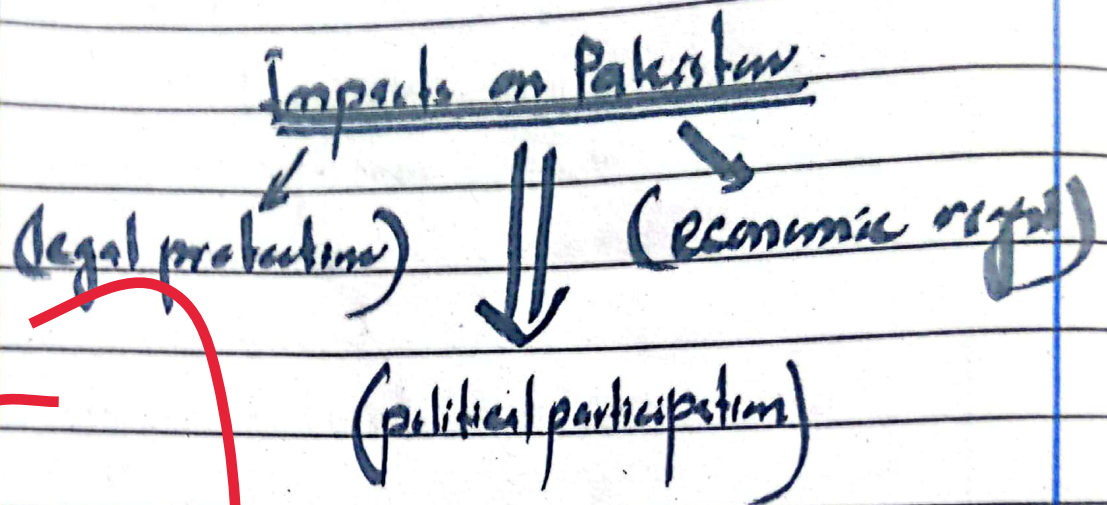 Impacts on Pakistan
(legal protection)
(economic right)
(political participation)